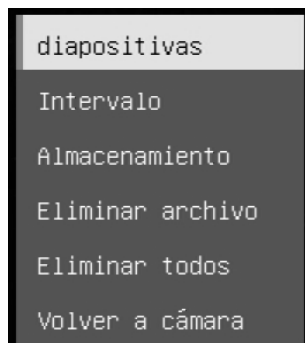 diapositivas
Intervalo
Almacenamiento
Eliminar archivo
Eliminar todos
Volver a cámara